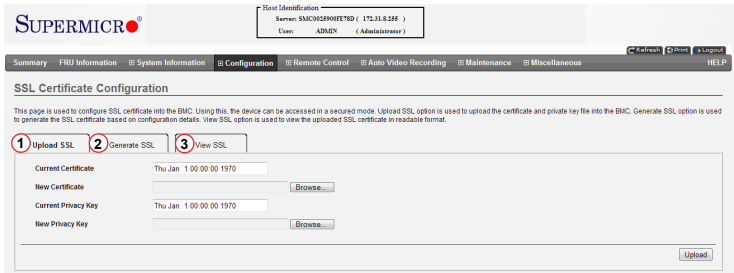 Host Identification
SUPERMICR
Server: SMC0025900FE78D ( 172.31.8.255 )
User: ADMIN ( Administrator )
Refresh Print Logout
Summary FRU Information System Information Configuration Remote Control Auto Video Recording Maintenance Miscellaneous HELP
SSL Certificate Configuration
This page is used to configure SSL certificate into the BMC. Using this, the device can be accessed in a secured mode. Upload SSL option is used to upload the certificate and private key file into the BMC. Generate SSL option is used
to generate the SSL certificate based on configuration details. View SSL option is used to view the uploaded SSL certificate in readable format.
1 Upload SSL 2 Generate SSL 3 View SSL
Current Certificate Thu Jan 1 00:00:00 1970
New Certificate Browse...
Current Privacy Key Thu Jan 1 00:00:00 1970
New Privacy Key Browse...
Upload